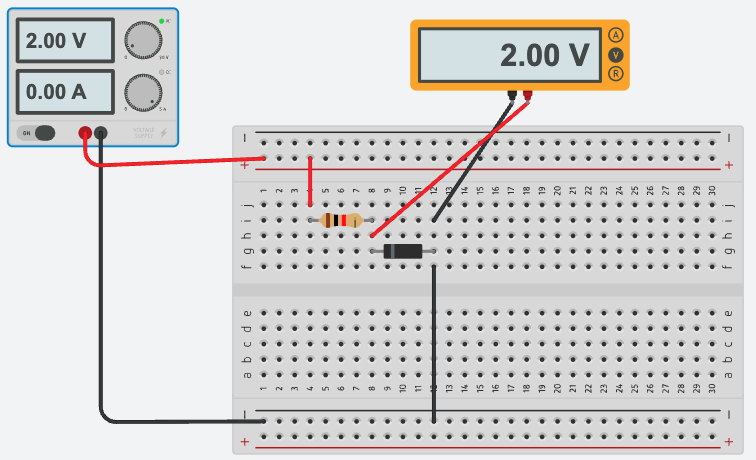 2.00 V
0.00 A
ON
VOLTAGE
SUPPLY
2.00 V
A
V
R
- -
+ +
1 2 3 4 5 6 7 8 9 10 11 12 13 14 15 16 17 18 19 20 21 22 23 24 25 26 27 28 29 30
j j
i i
h h
g g
f f
e e
d d
c c
b b
a a
1 2 3 4 5 6 7 8 9 10 11 12 13 14 15 16 17 18 19 20 21 22 23 24 25 26 27 28 29 30
- -
+ +